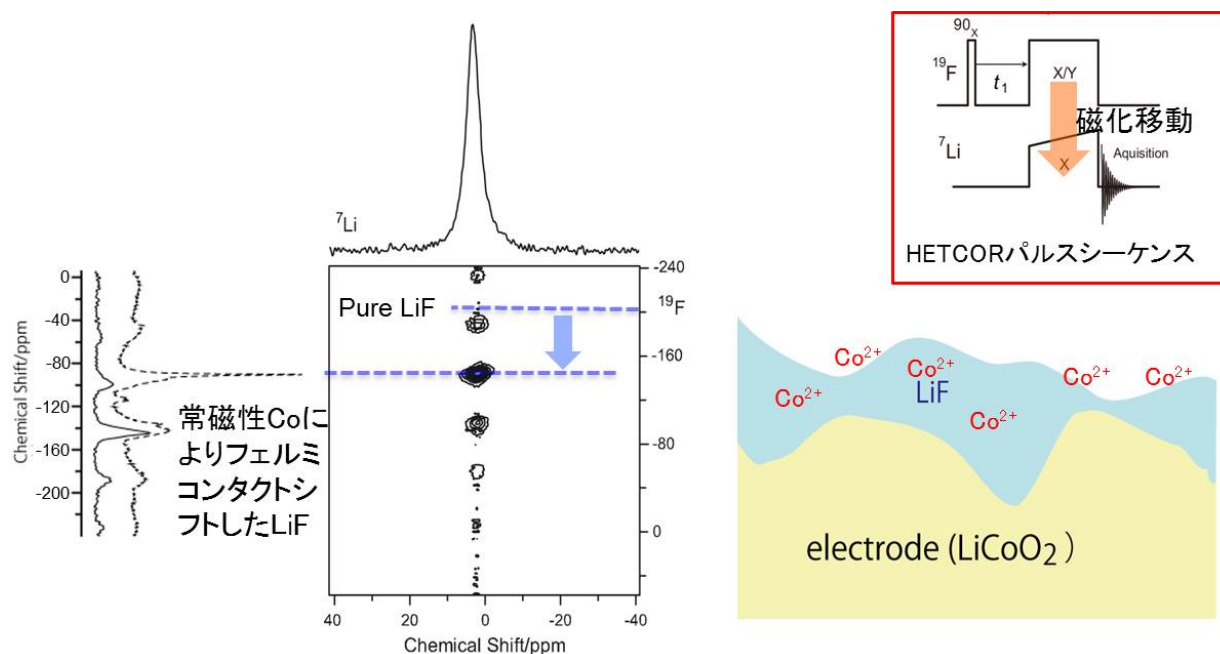 90X
19F
t1
X/Y
磁化移動
7Li
X
Aquisition
HETCORパルスシーケンス
7Li
0
-40
-80
-120
-160
-200
Chemical Shift/ppm
常磁性Coに
よりフェルミ
コンタクトシ
フトしたLiF
Pure LiF
-240
19F
-160
-80
0
40
20
0
-20
-40
Chemical Shift/ppm
Co2+
Co2+
Co2+
Co2+
Co2+
LiF
Co2+
electrode (LiCoO2)